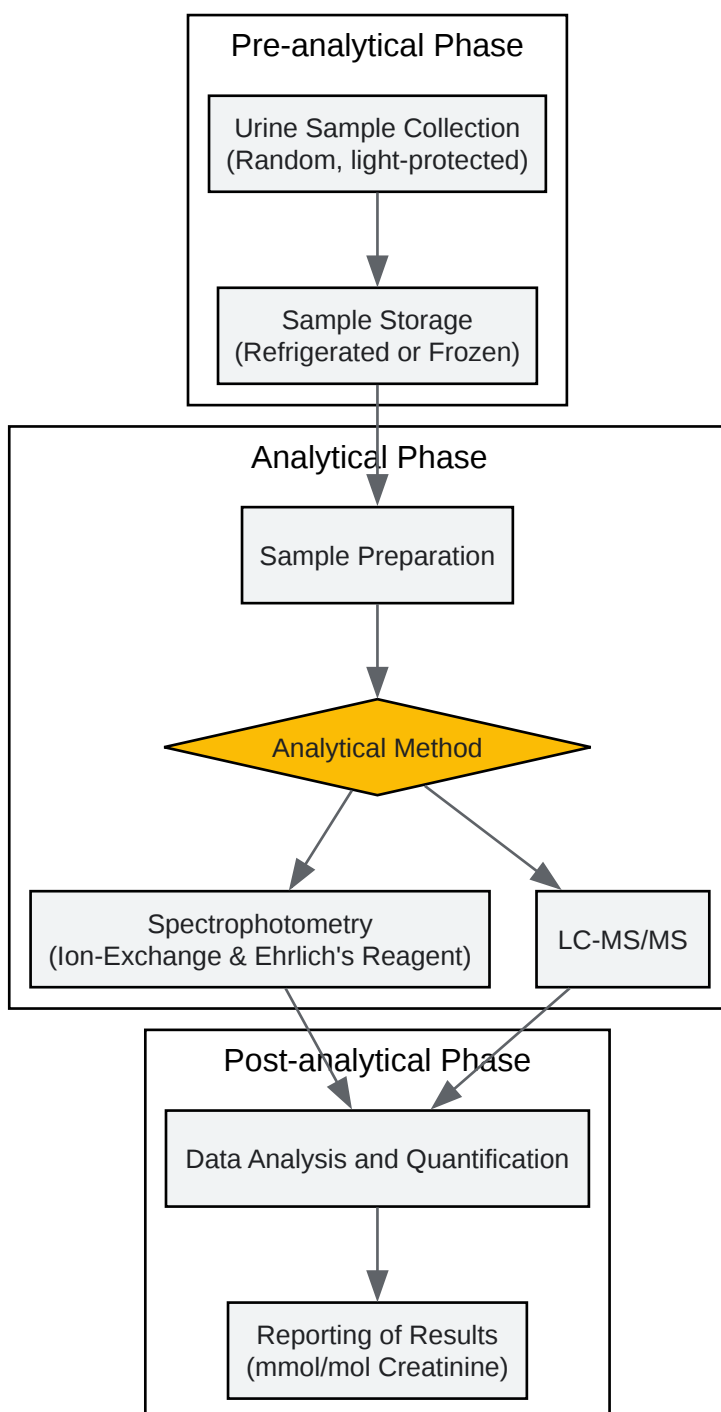 Pre-analytical Phase
Urine Sample Collection
(Random, light-protected)
Sample Storage
(Refrigerated or Frozen)
Analytical Phase
Sample Preparation
Analytical Method
Spectrophotometry
(Ion-Exchange & Ehrlich's Reagent)
LC-MS/MS
Post-analytical Phase
Data Analysis and Quantification
Reporting of Results
(mmol/mol Creatinine)